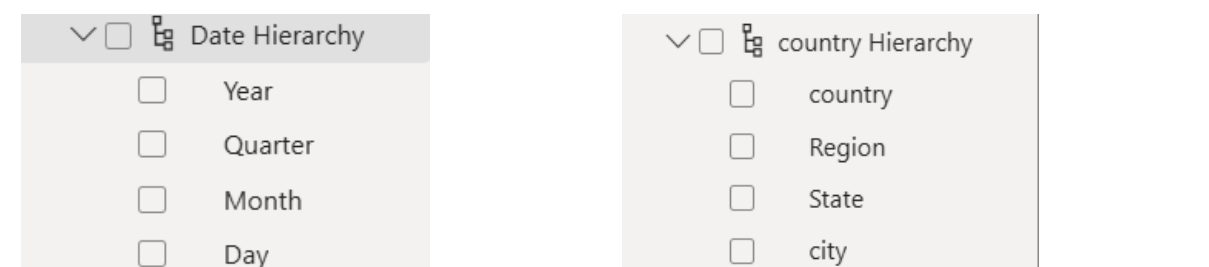 Date Hierarchy
Year
Quarter
Month
Day
country Hierarchy
country
Region
State
city